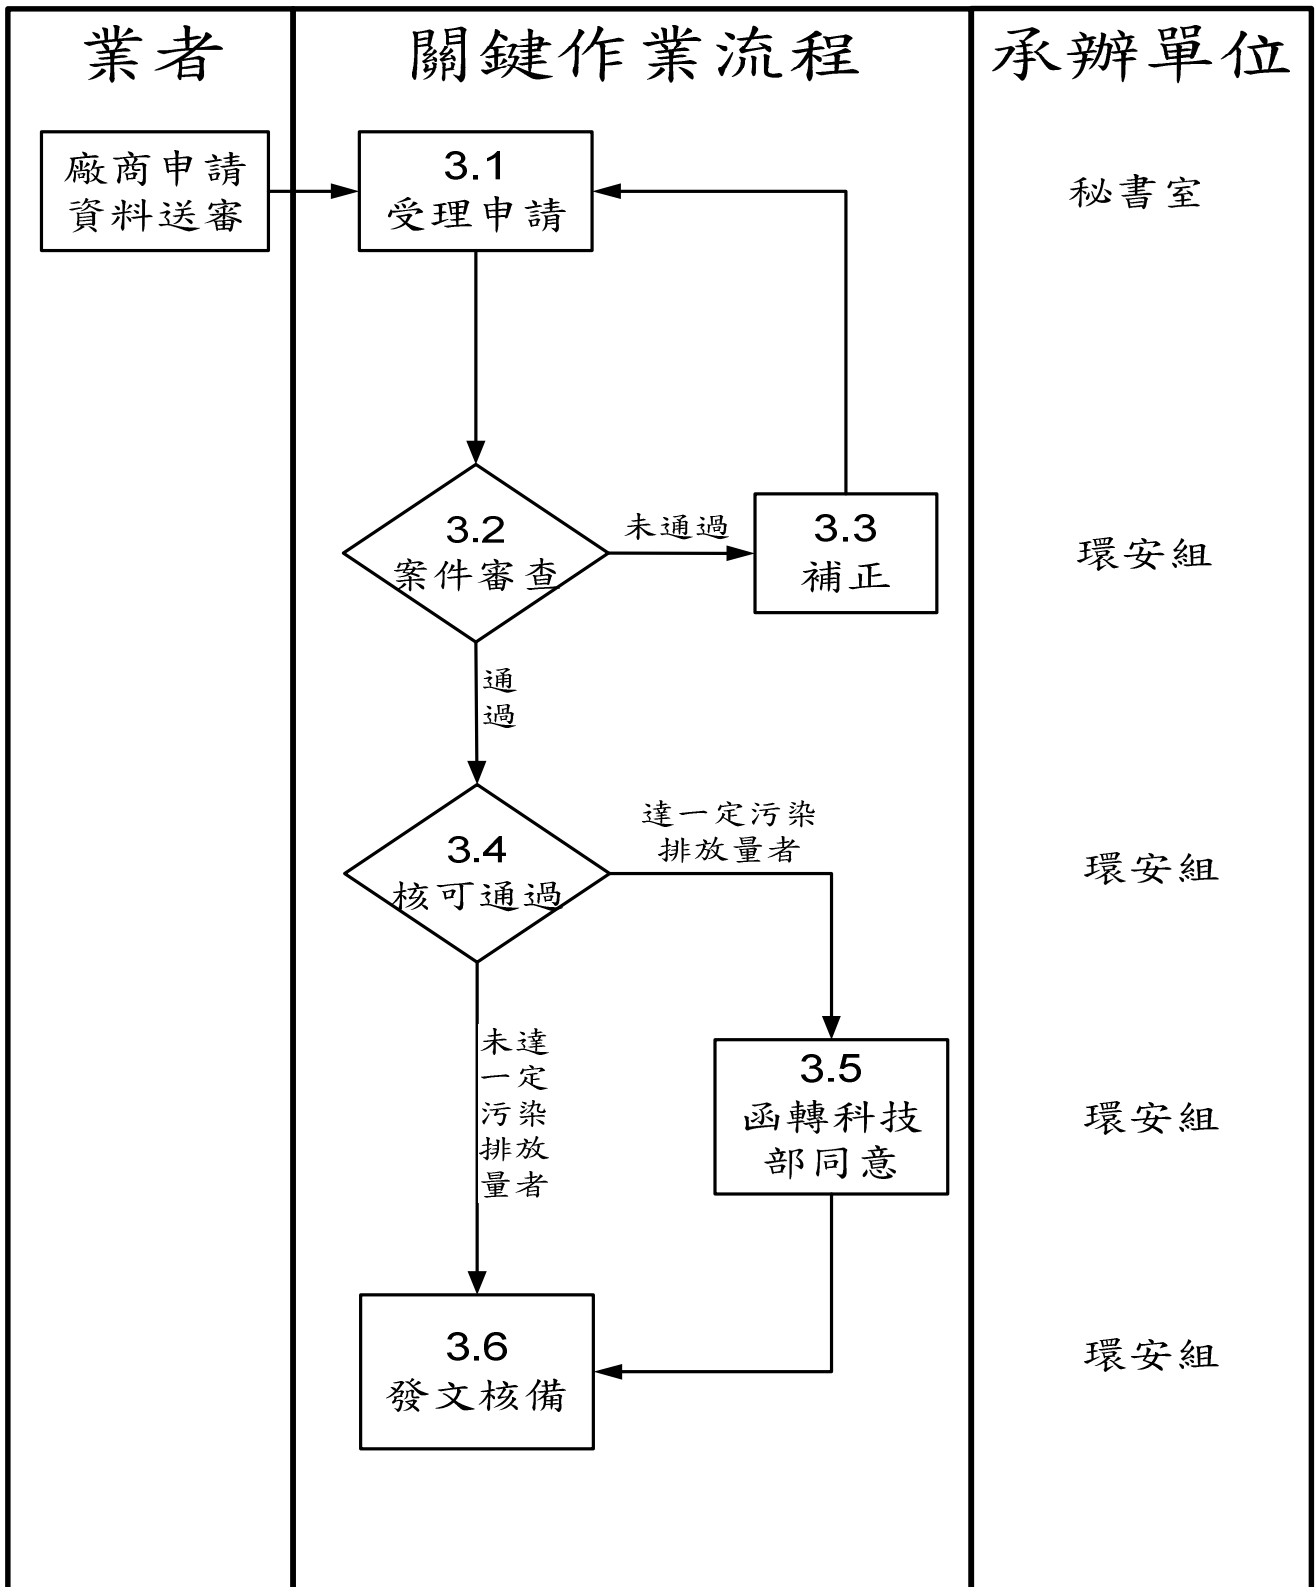 業者
關鍵作業流程
承辦單位
廠商申請
資料送審
3.1
受理申請
秘書室
3.2
案件審查
未通過
3.3
補正
環安組
通
過
3.4
核可通過
達一定污染
排放量者
環安組
未達
一定
污染
排放
量者
3.5
函轉科技
部同意
環安組
3.6
發文核備
環安組